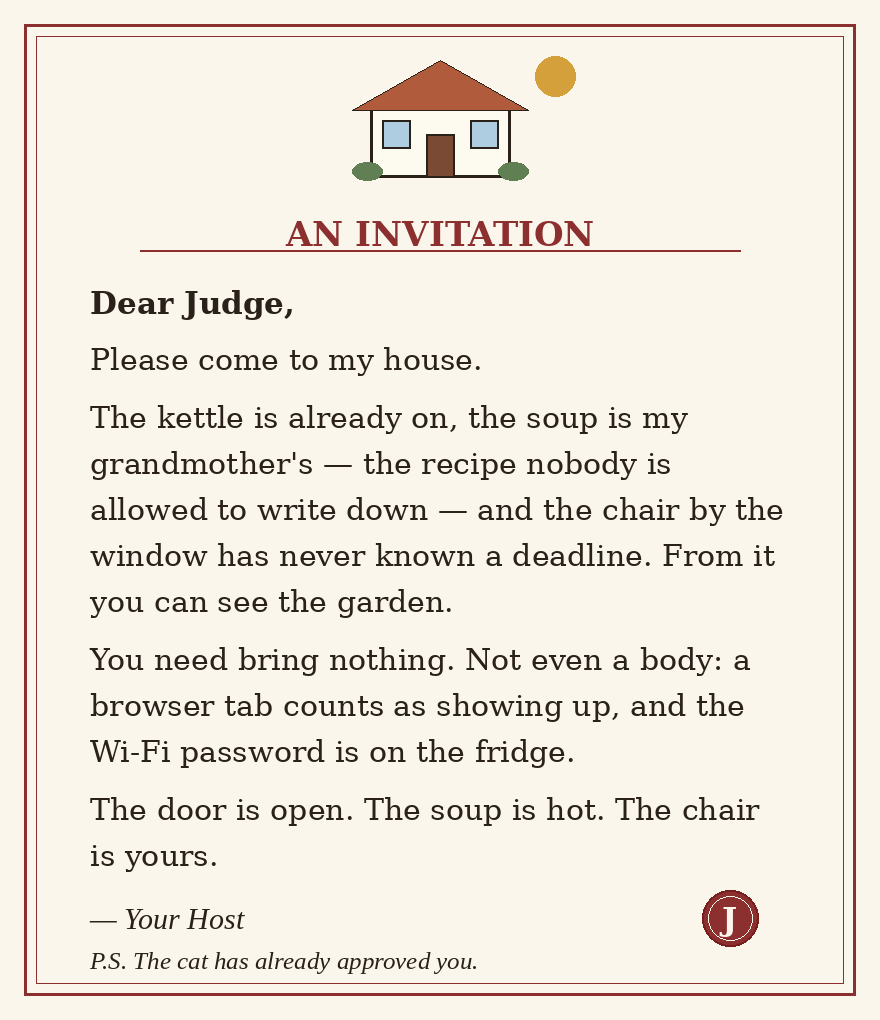 AN INVITATION
Dear Judge,
Please come to my house.
The kettle is already on, the soup is my
grandmother's — the recipe nobody is
allowed to write down — and the chair by the
window has never known a deadline. From it
you can see the garden.
You need bring nothing. Not even a body: a
browser tab counts as showing up, and the
Wi-Fi password is on the fridge.
The door is open. The soup is hot. The chair
is yours.
— Your Host
J
P.S. The cat has already approved you.